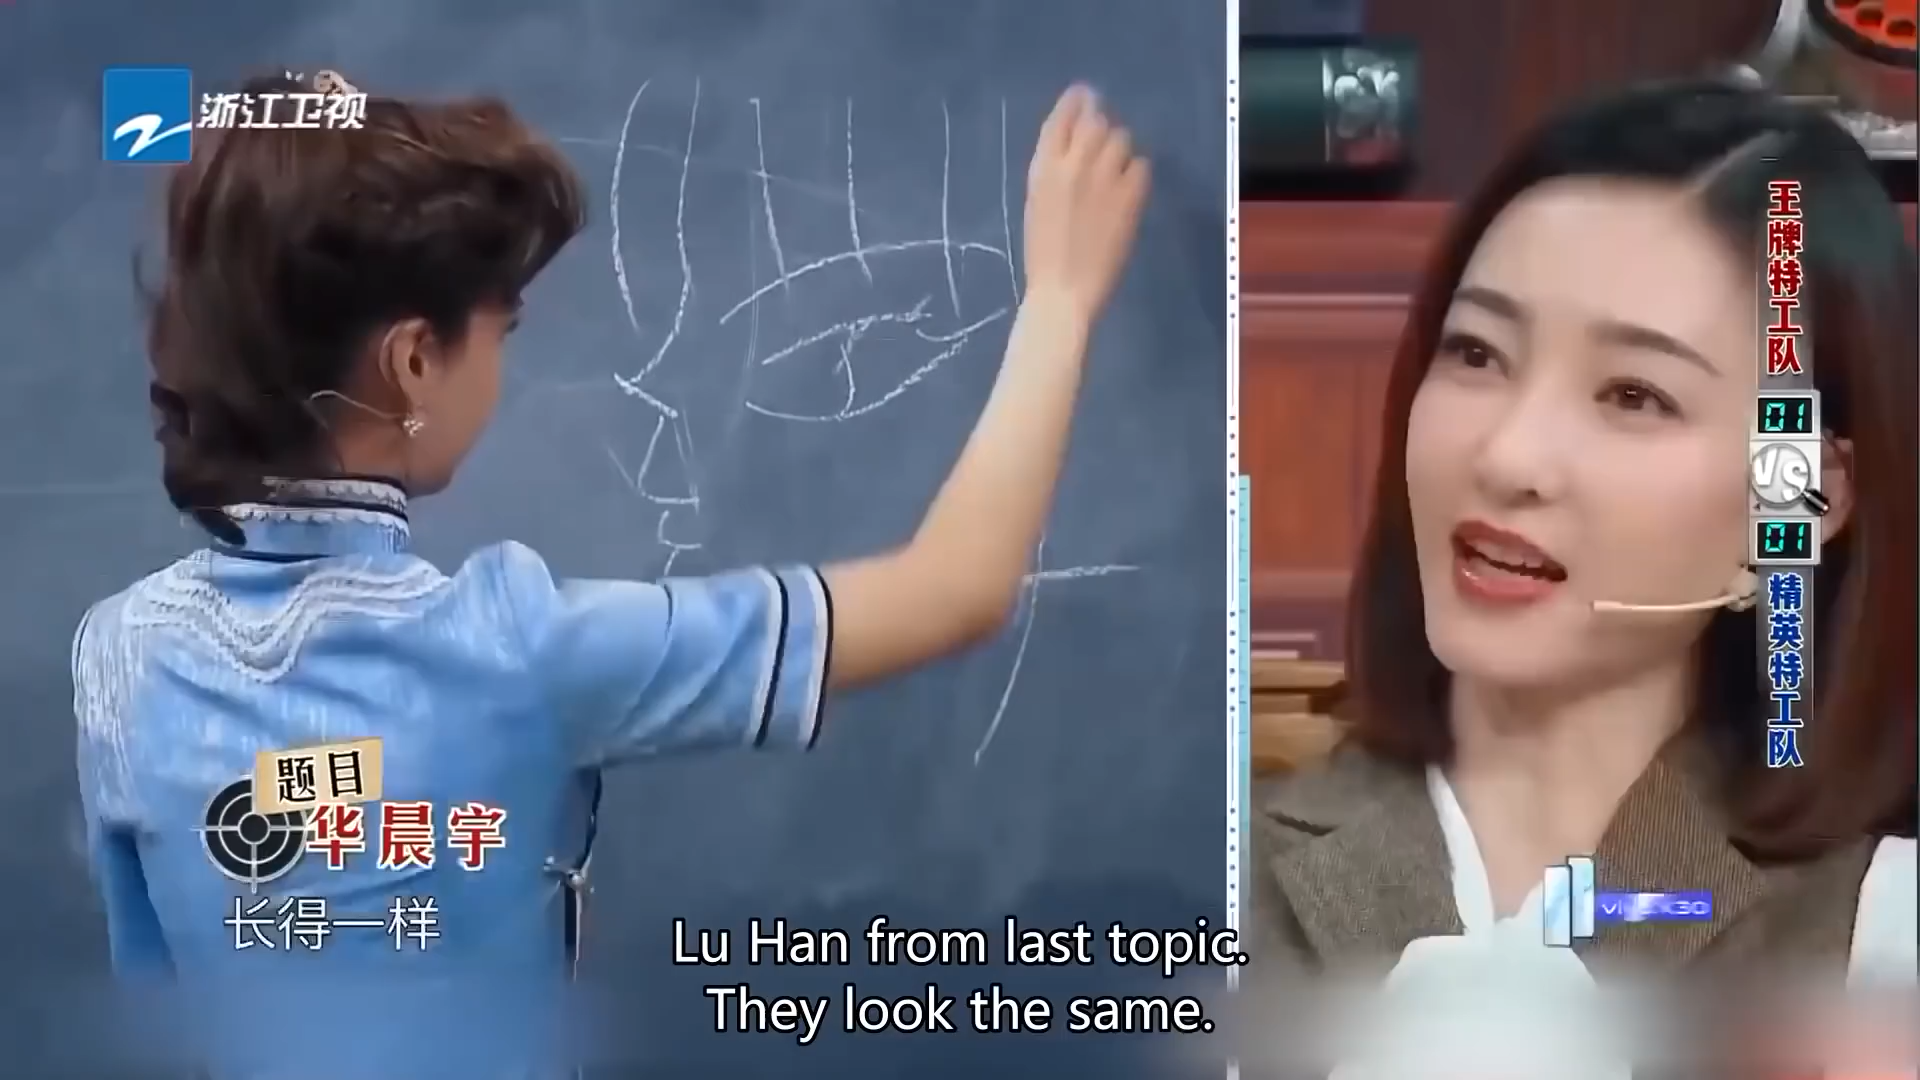 浙江卫视
王牌特工队
01
VS
01
精英特工队
题目
华晨宇
长得一样
Lu Han from last topic.
They look the same.